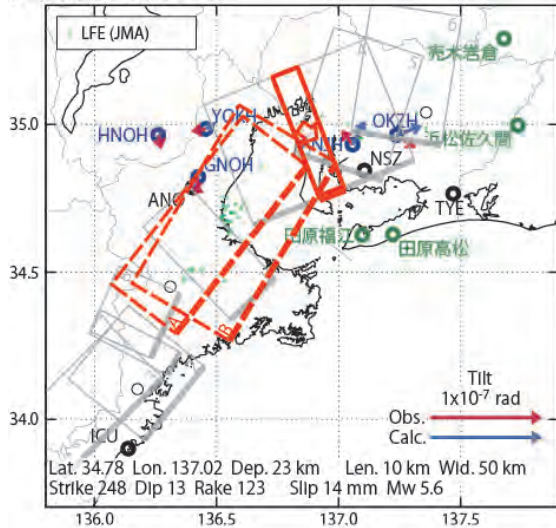 LFE (JMA)
売木岩倉
YOKH
OKZH
35.0
HNOH
浜松佐久間
NSZ
GNOH
ANO
TYE
田原福江
田原高松
34.5
A
B
Tilt
1x10⁻⁷ rad
Obs.
Calc.
34.0
ICU
Lat. 34.78 Lon. 137.02 Dep. 23 km Len. 10 km Wid. 50 km
Strike 248 Dip 13 Rake 123 Slip 14 mm Mw 5.6
136.0 136.5 137.0 137.5